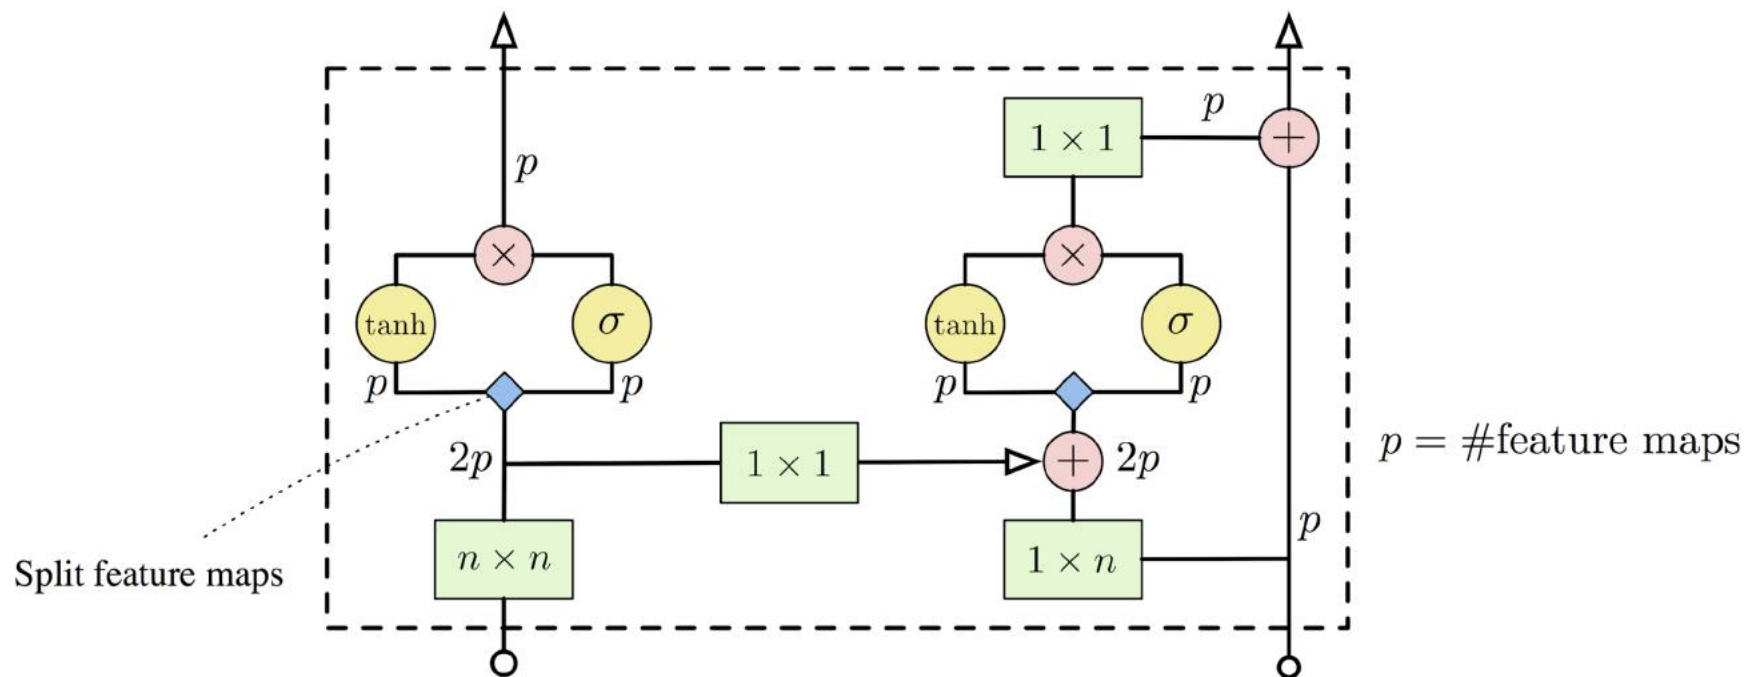 p
1 × 1
p
+
×
×
tanh
σ
tanh
σ
p
p
p
p
2p
1 × 1
+
2p
p = #feature maps
n × n
1 × n
p
Split feature maps